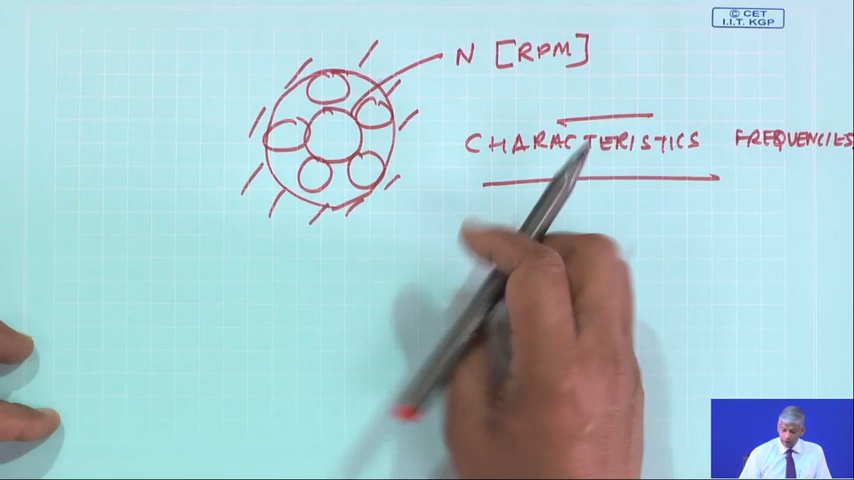 © CET
I.I.T. KGP
N [RPM]
CHARACTERISTICS FREQUENCIES